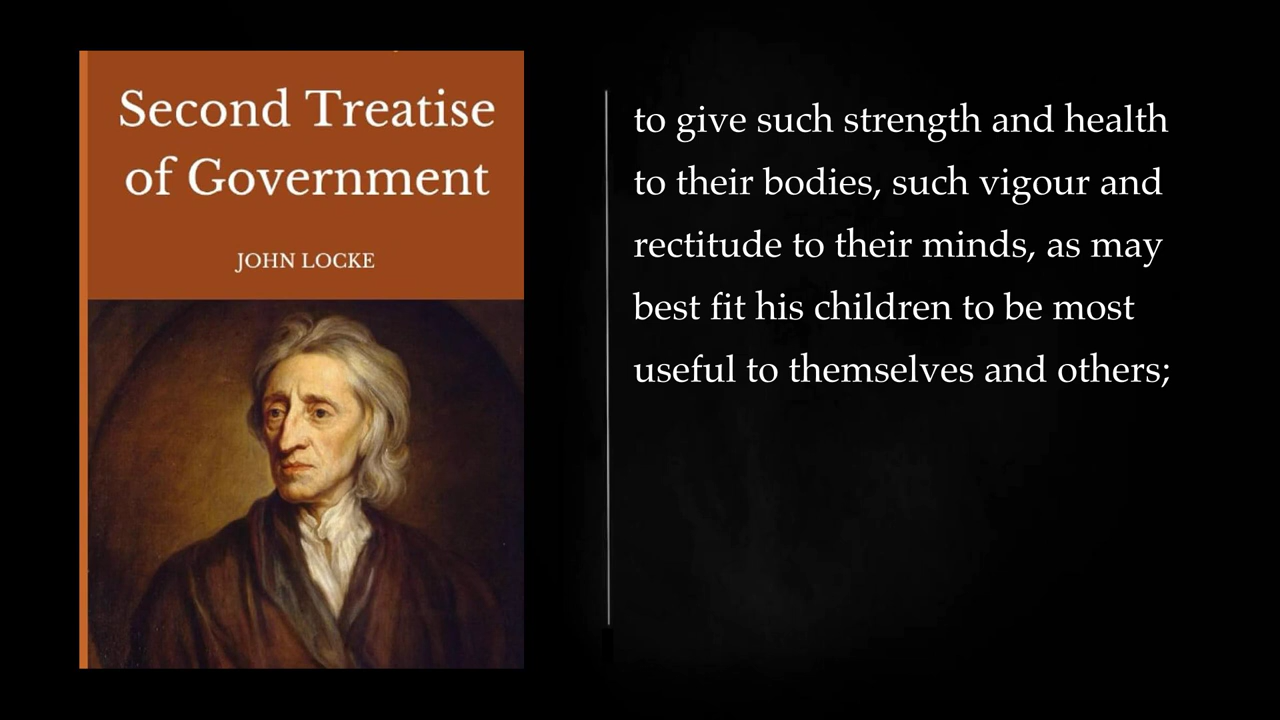 Second Treatise
of Government
JOHN LOCKE
to give such strength and health
to their bodies, such vigour and
rectitude to their minds, as may
best fit his children to be most
useful to themselves and others;